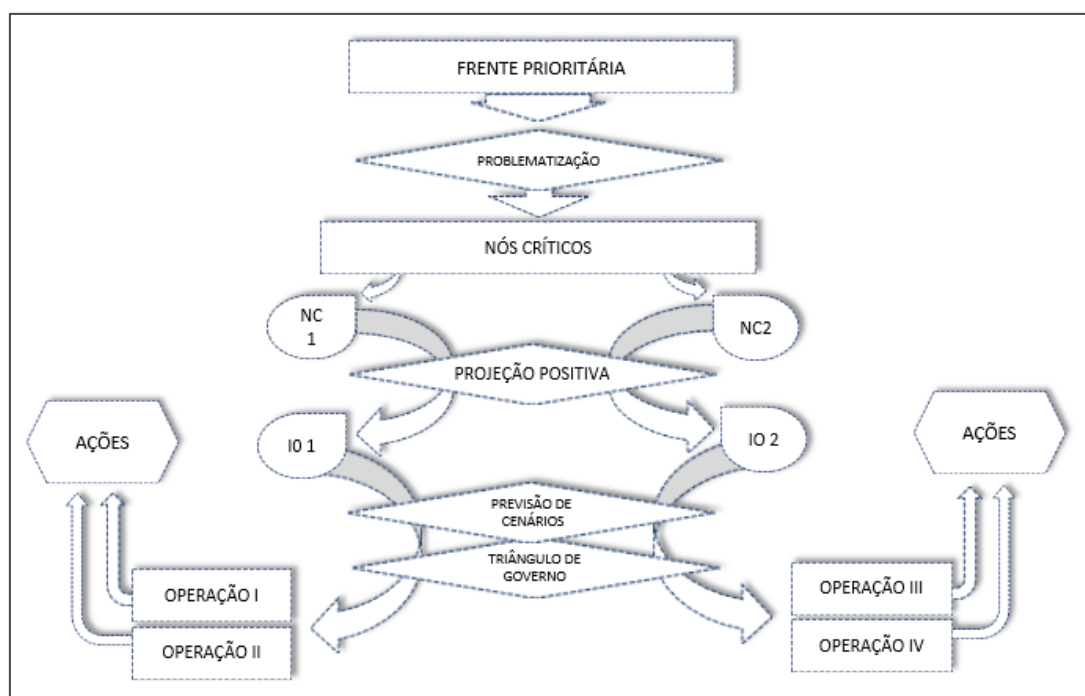 FRENTE PRIORITÁRIA
PROBLEMATIZAÇÃO
NÓS CRÍTICOS
NC
1
NC2
PROJEÇÃO POSITIVA
AÇÕES
I0 1
IO 2
AÇÕES
PREVISÃO DE
CENÁRIOS
TRIÂNGULO DE
GOVERNO
OPERAÇÃO I
OPERAÇÃO II
OPERAÇÃO III
OPERAÇÃO IV